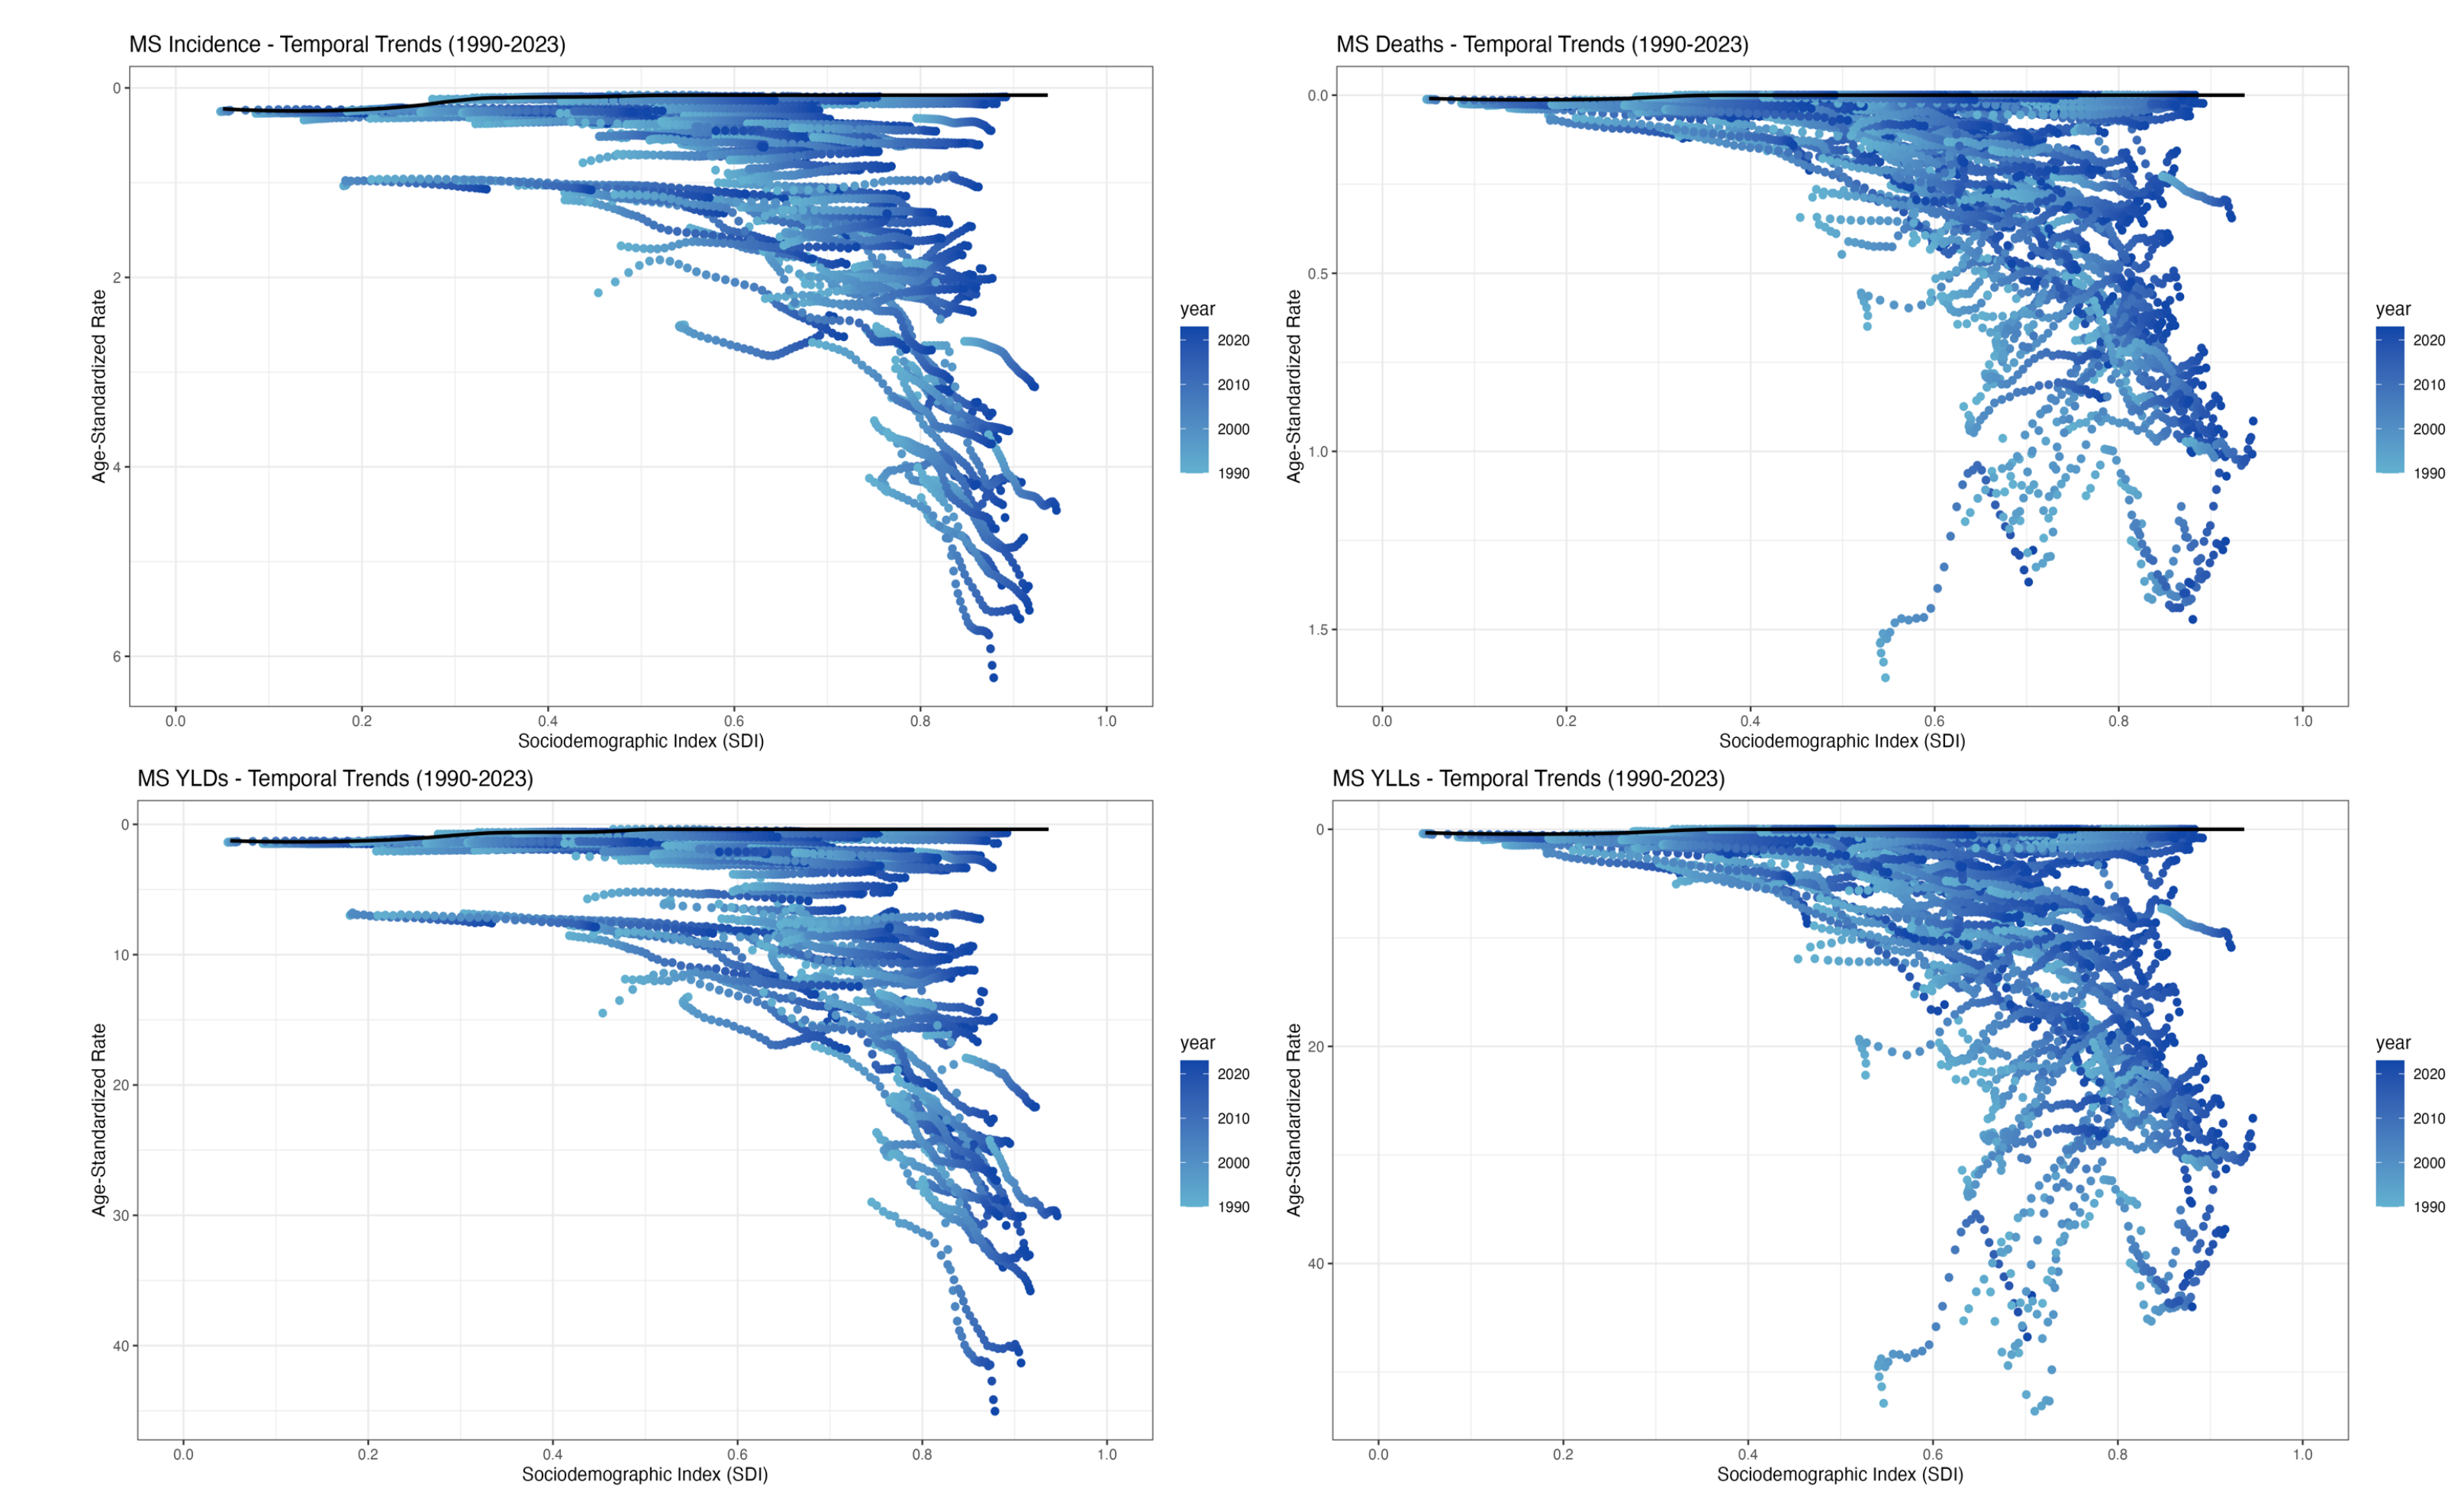 MS Incidence - Temporal Trends (1990-2023)
0
2
4
6
Age-Standardized Rate
0.0 0.2 0.4 0.6 0.8 1.0
Sociodemographic Index (SDI)
year
2020
2010
2000
1990
MS Deaths - Temporal Trends (1990-2023)
0.0
0.5
1.0
1.5
Age-Standardized Rate
0.0 0.2 0.4 0.6 0.8 1.0
Sociodemographic Index (SDI)
year
2020
2010
2000
1990
MS YLDs - Temporal Trends (1990-2023)
0
10
20
30
40
Age-Standardized Rate
0.0 0.2 0.4 0.6 0.8 1.0
Sociodemographic Index (SDI)
year
2020
2010
2000
1990
MS YLLs - Temporal Trends (1990-2023)
0
20
40
Age-Standardized Rate
0.0 0.2 0.4 0.6 0.8 1.0
Sociodemographic Index (SDI)
year
2020
2010
2000
1990